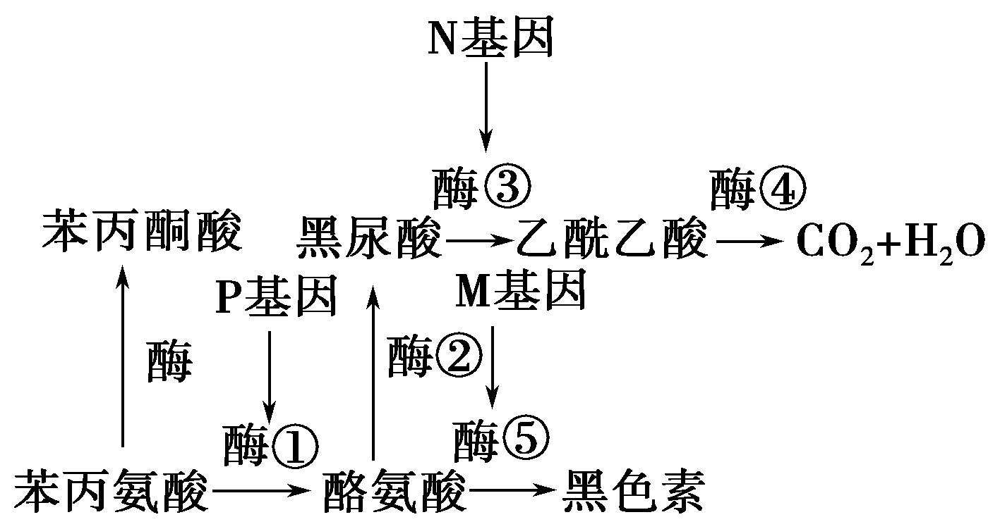 N基因
酶③ 酶④
苯丙酮酸 黑尿酸 乙酰乙酸 CO₂+H₂O
P基因 M基因
酶 酶②
酶① 酶⑤
苯丙氨酸 酪氨酸 黑色素